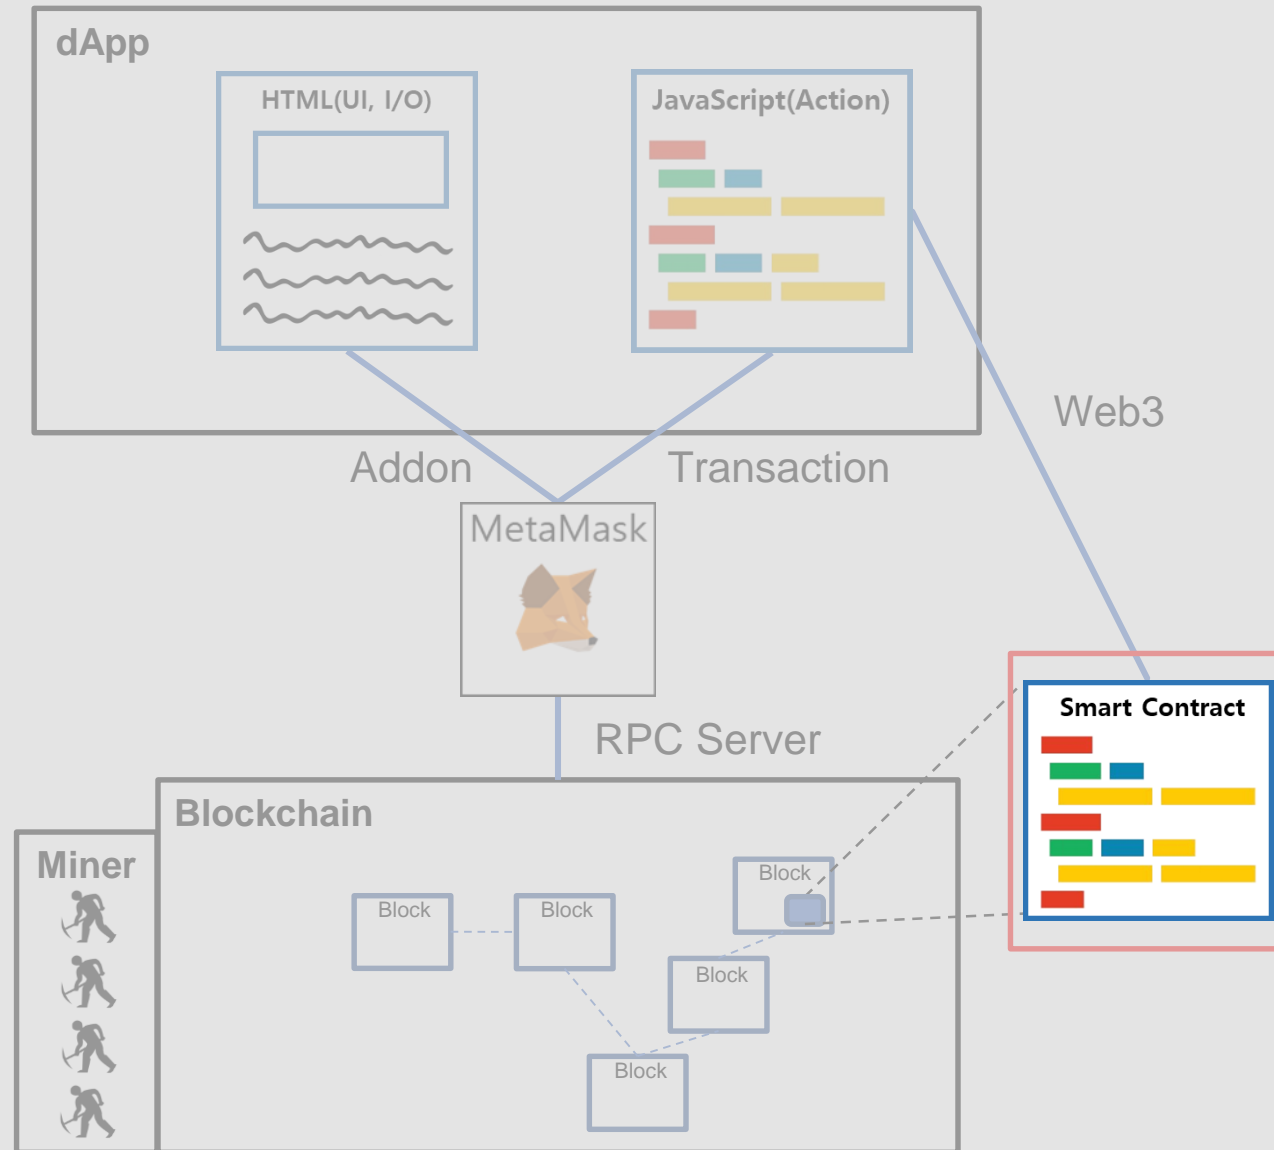 dApp
HTML(UI, I/O)
JavaScript(Action)
Web3
Addon
Transaction
MetaMask
Smart Contract
RPC Server
Blockchain
Miner
Block
Block
Block
Block
Block